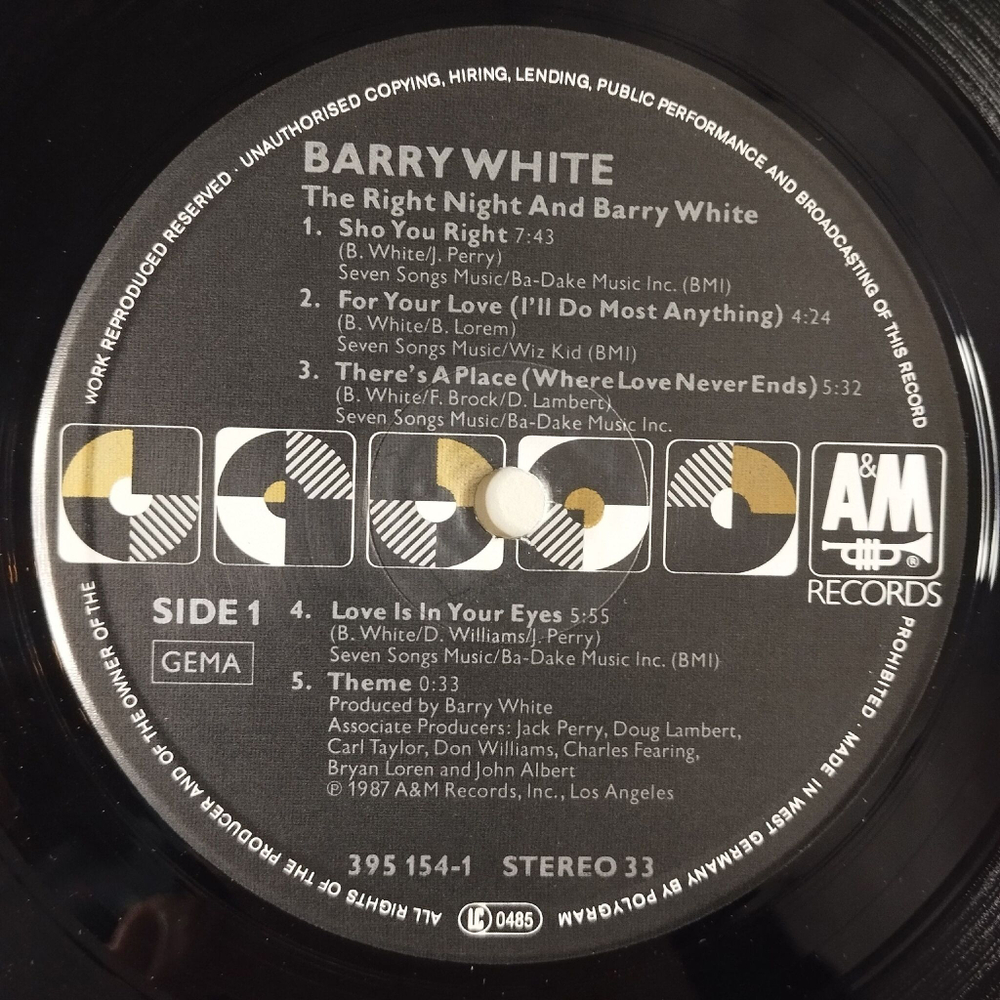 WORK REPRODUCED RESERVED · UNAUTHORISED COPYING, HIRING, LENDING, PUBLIC PERFORMANCE AND BROADCASTING OF THIS RECORD
BARRY WHITE
The Right Night And Barry White
1. Sho You Right 7:43
(B. White/J. Perry)
Seven Songs Music/Ba-Dake Music Inc. (BMI)
2. For Your Love (I'll Do Most Anything) 4:24
(B. White/B. Lorem)
Seven Songs Music/Wiz Kid (BMI)
3. There's A Place (Where Love Never Ends) 5:32
(B. White/F. Brock/D. Lambert)
Seven Songs Music/Ba-Dake Music Inc.
A&M
®
RECORDS
SIDE 1
GEMA
4. Love Is In Your Eyes 5:55
(B. White/D. Williams/J. Perry)
Seven Songs Music/Ba-Dake Music Inc. (BMI)
5. Theme 0:33
Produced by Barry White
Associate Producers: Jack Perry, Doug Lambert,
Carl Taylor, Don Williams, Charles Fearing,
Bryan Loren and John Albert
℗ 1987 A&M Records, Inc., Los Angeles
395 154-1 STEREO 33
PROHIBITED · MADE IN WEST GERMANY BY POLYGRAM
LC 0485
ALL RIGHTS OF THE PRODUCER AND OF THE OWNER OF THE